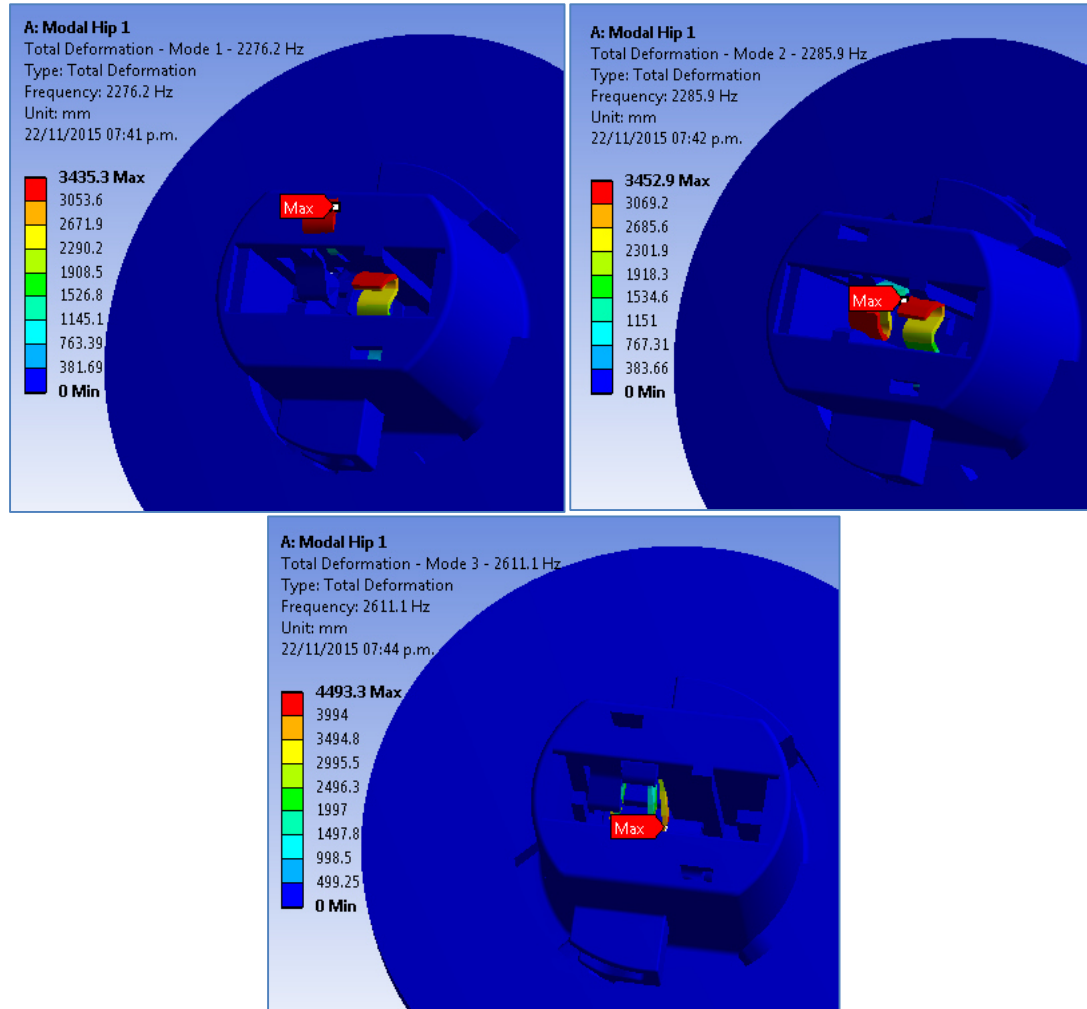 A: Modal Hip 1
Total Deformation - Mode 1 - 2276.2 Hz
Type: Total Deformation
Frequency: 2276.2 Hz
Unit: mm
22/11/2015 07:41 p.m.
3435.3 Max
3053.6
2671.9
2290.2
1908.5
1526.8
1145.1
763.39
381.69
0 Min
Max
A: Modal Hip 1
Total Deformation - Mode 2 - 2285.9 Hz
Type: Total Deformation
Frequency: 2285.9 Hz
Unit: mm
22/11/2015 07:42 p.m.
3452.9 Max
3069.2
2685.6
2301.9
1918.3
1534.6
1151
767.31
383.66
0 Min
Max
A: Modal Hip 1
Total Deformation - Mode 3 - 2611.1 Hz
Type: Total Deformation
Frequency: 2611.1 Hz
Unit: mm
22/11/2015 07:44 p.m.
4493.3 Max
3994
3494.8
2995.5
2496.3
1997
1497.8
998.5
499.25
0 Min
Max